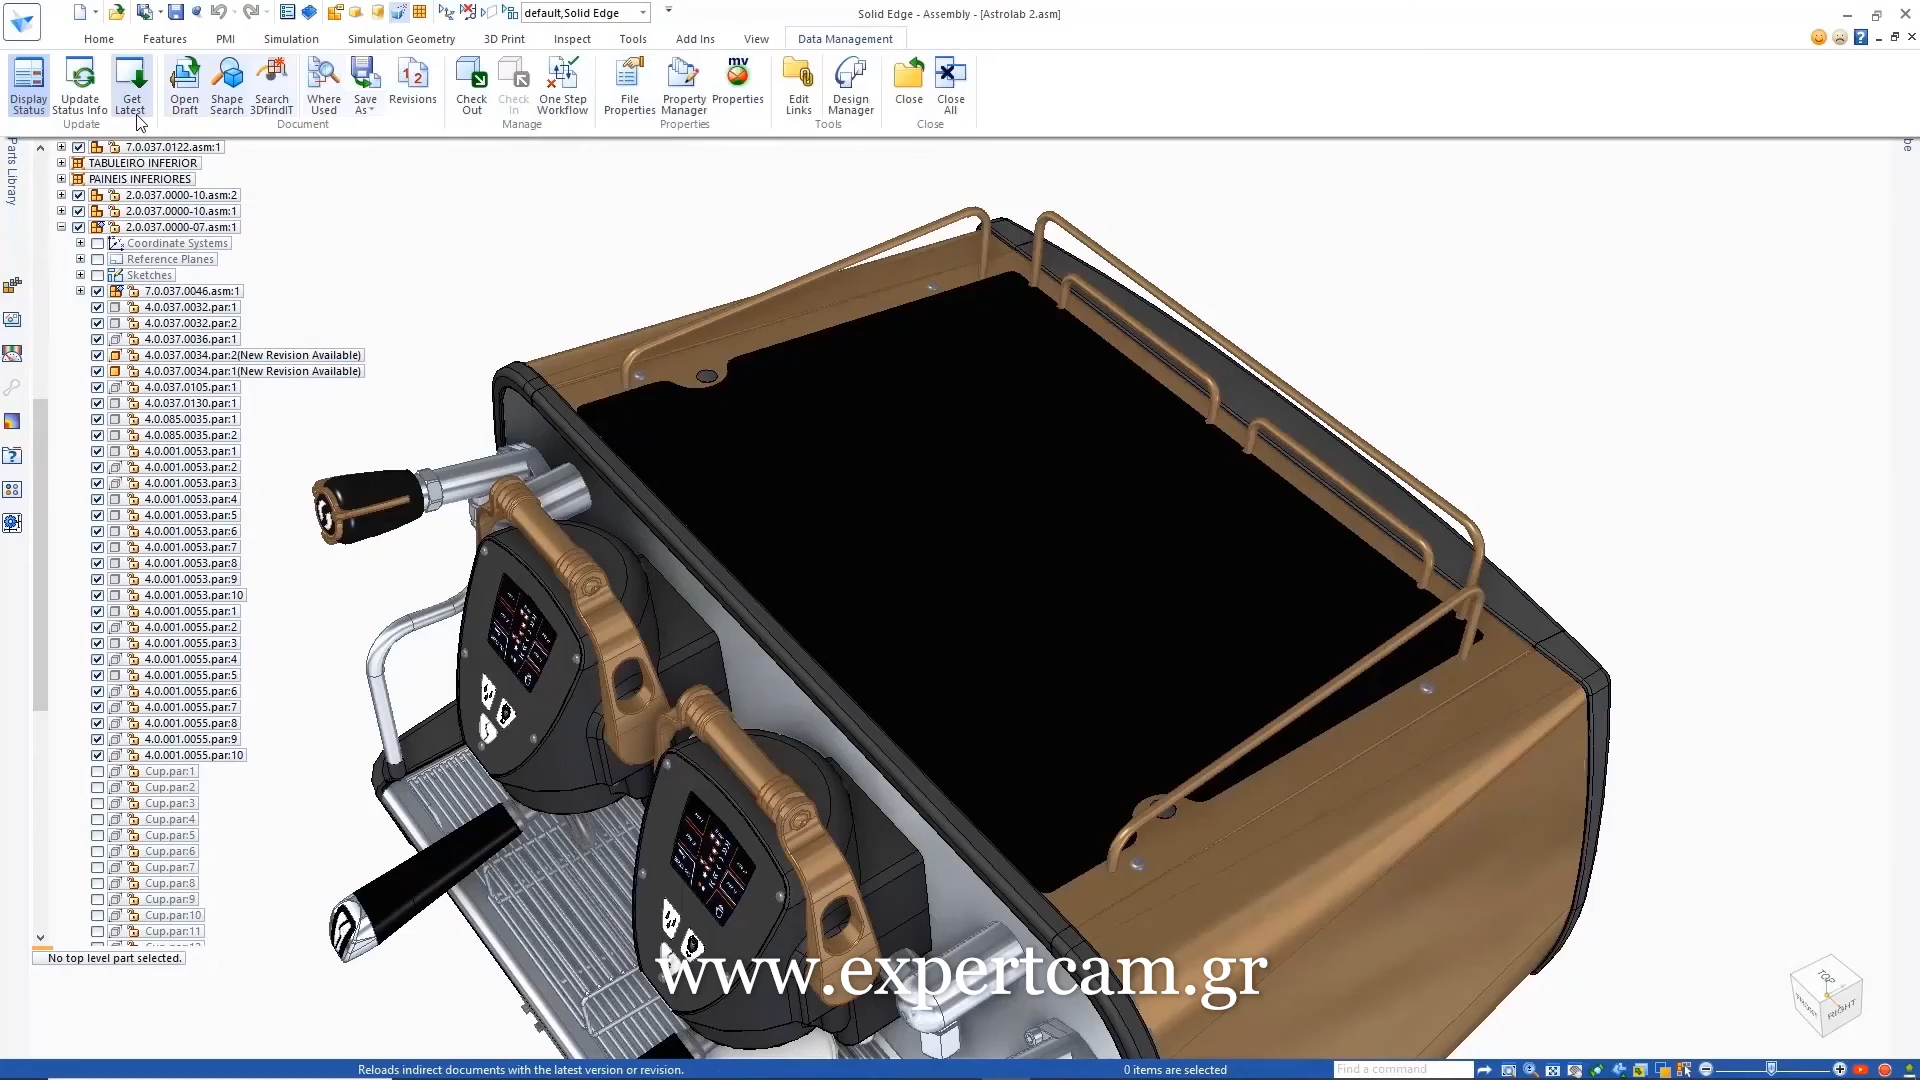 default,Solid Edge
Solid Edge - Assembly - [Astrolab 2.asm]
Home
Features
PMI
Simulation
Simulation Geometry
3D Print
Inspect
Tools
Add Ins
View
Data Management
Display Status
Update Status Info
Get Latest
Open Draft
Shape Search
Search 3DfindIT
Where Used
Save As
Revisions
Check Out
Check In
One Step Workflow
File Properties
Property Manager
mv
Properties
Edit Links
Design Manager
Close
Close All
Update
Document
Manage
Properties
Tools
Close
Parts Library
7.0.037.0122.asm:1
TABULEIRO INFERIOR
PAINEIS INFERIORES
2.0.037.0000-10.asm:2
2.0.037.0000-10.asm:1
2.0.037.0000-07.asm:1
Coordinate Systems
Reference Planes
Sketches
7.0.037.0046.asm:1
4.0.037.0032.par:1
4.0.037.0032.par:2
4.0.037.0036.par:1
4.0.037.0034.par:2(New Revision Available)
4.0.037.0034.par:1(New Revision Available)
4.0.037.0105.par:1
4.0.037.0130.par:1
4.0.085.0035.par:1
4.0.085.0035.par:2
4.0.001.0053.par:1
4.0.001.0053.par:2
4.0.001.0053.par:3
4.0.001.0053.par:4
4.0.001.0053.par:5
4.0.001.0053.par:6
4.0.001.0053.par:7
4.0.001.0053.par:8
4.0.001.0053.par:9
4.0.001.0053.par:10
4.0.001.0055.par:1
4.0.001.0055.par:2
4.0.001.0055.par:3
4.0.001.0055.par:4
4.0.001.0055.par:5
4.0.001.0055.par:6
4.0.001.0055.par:7
4.0.001.0055.par:8
4.0.001.0055.par:9
4.0.001.0055.par:10
Cup.par:1
Cup.par:2
Cup.par:3
Cup.par:4
Cup.par:5
Cup.par:6
Cup.par:7
Cup.par:8
Cup.par:9
Cup.par:10
Cup.par:11
No top level part selected.
www.expertcam.gr
TOP
RIGHT
Reloads indirect documents with the latest version or revision.
0 items are selected
Find a command